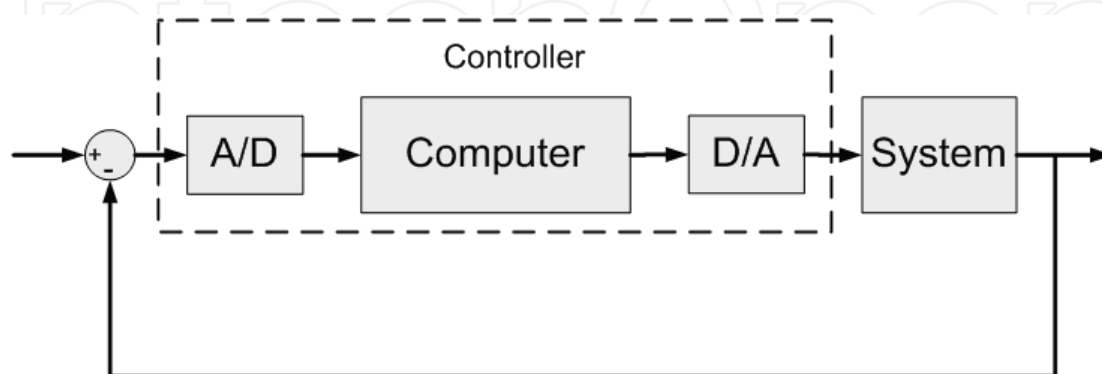 Controller
+
-
A/D
Computer
D/A
System